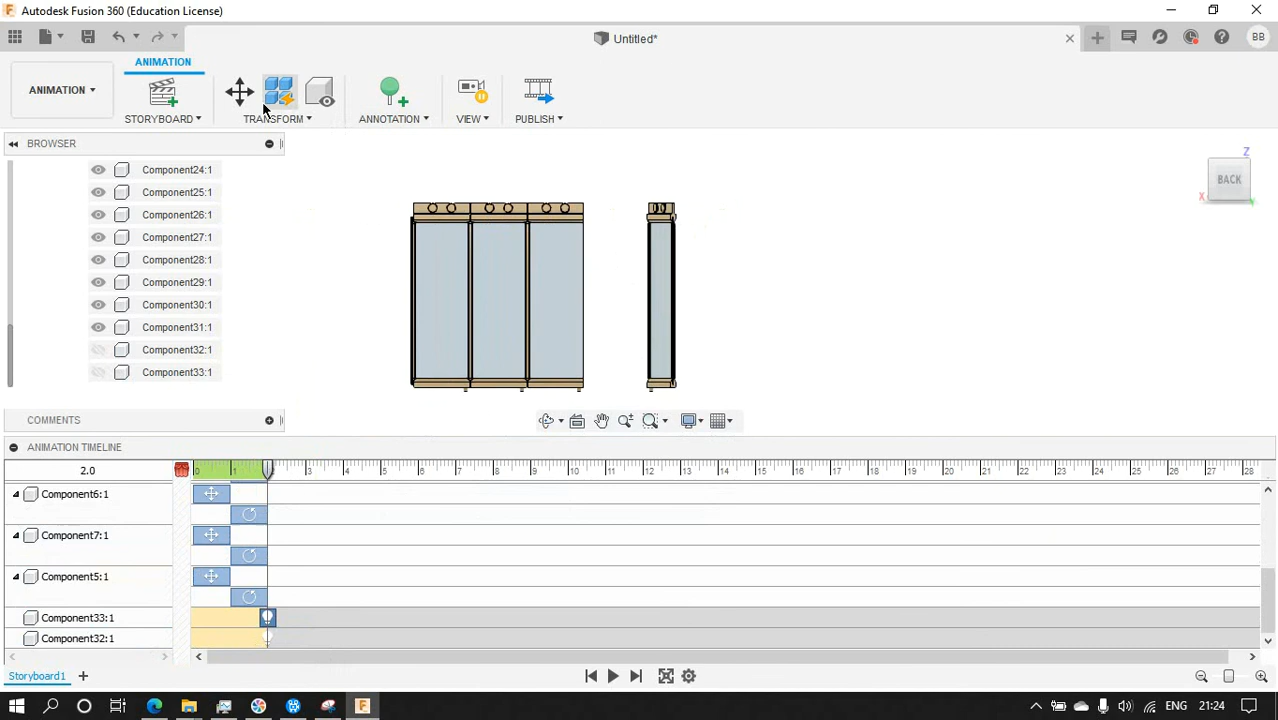 Autodesk Fusion 360 (Education License)
Untitled*
BB
ANIMATION
ANIMATION
STORYBOARD
TRANSFORM
ANNOTATION
VIEW
PUBLISH
BROWSER
Component24:1
Component25:1
Component26:1
Component27:1
Component28:1
Component29:1
Component30:1
Component31:1
Component32:1
Component33:1
Z
BACK
X
COMMENTS
ANIMATION TIMELINE
2.0
0 1 3 4 5 6 7 8 9 10 11 12 13 14 15 16 17 18 19 20 21 22 23 24 25 26 27 28
Component6:1
Component7:1
Component5:1
Component33:1
Component32:1
Storyboard1
ENG
21:24